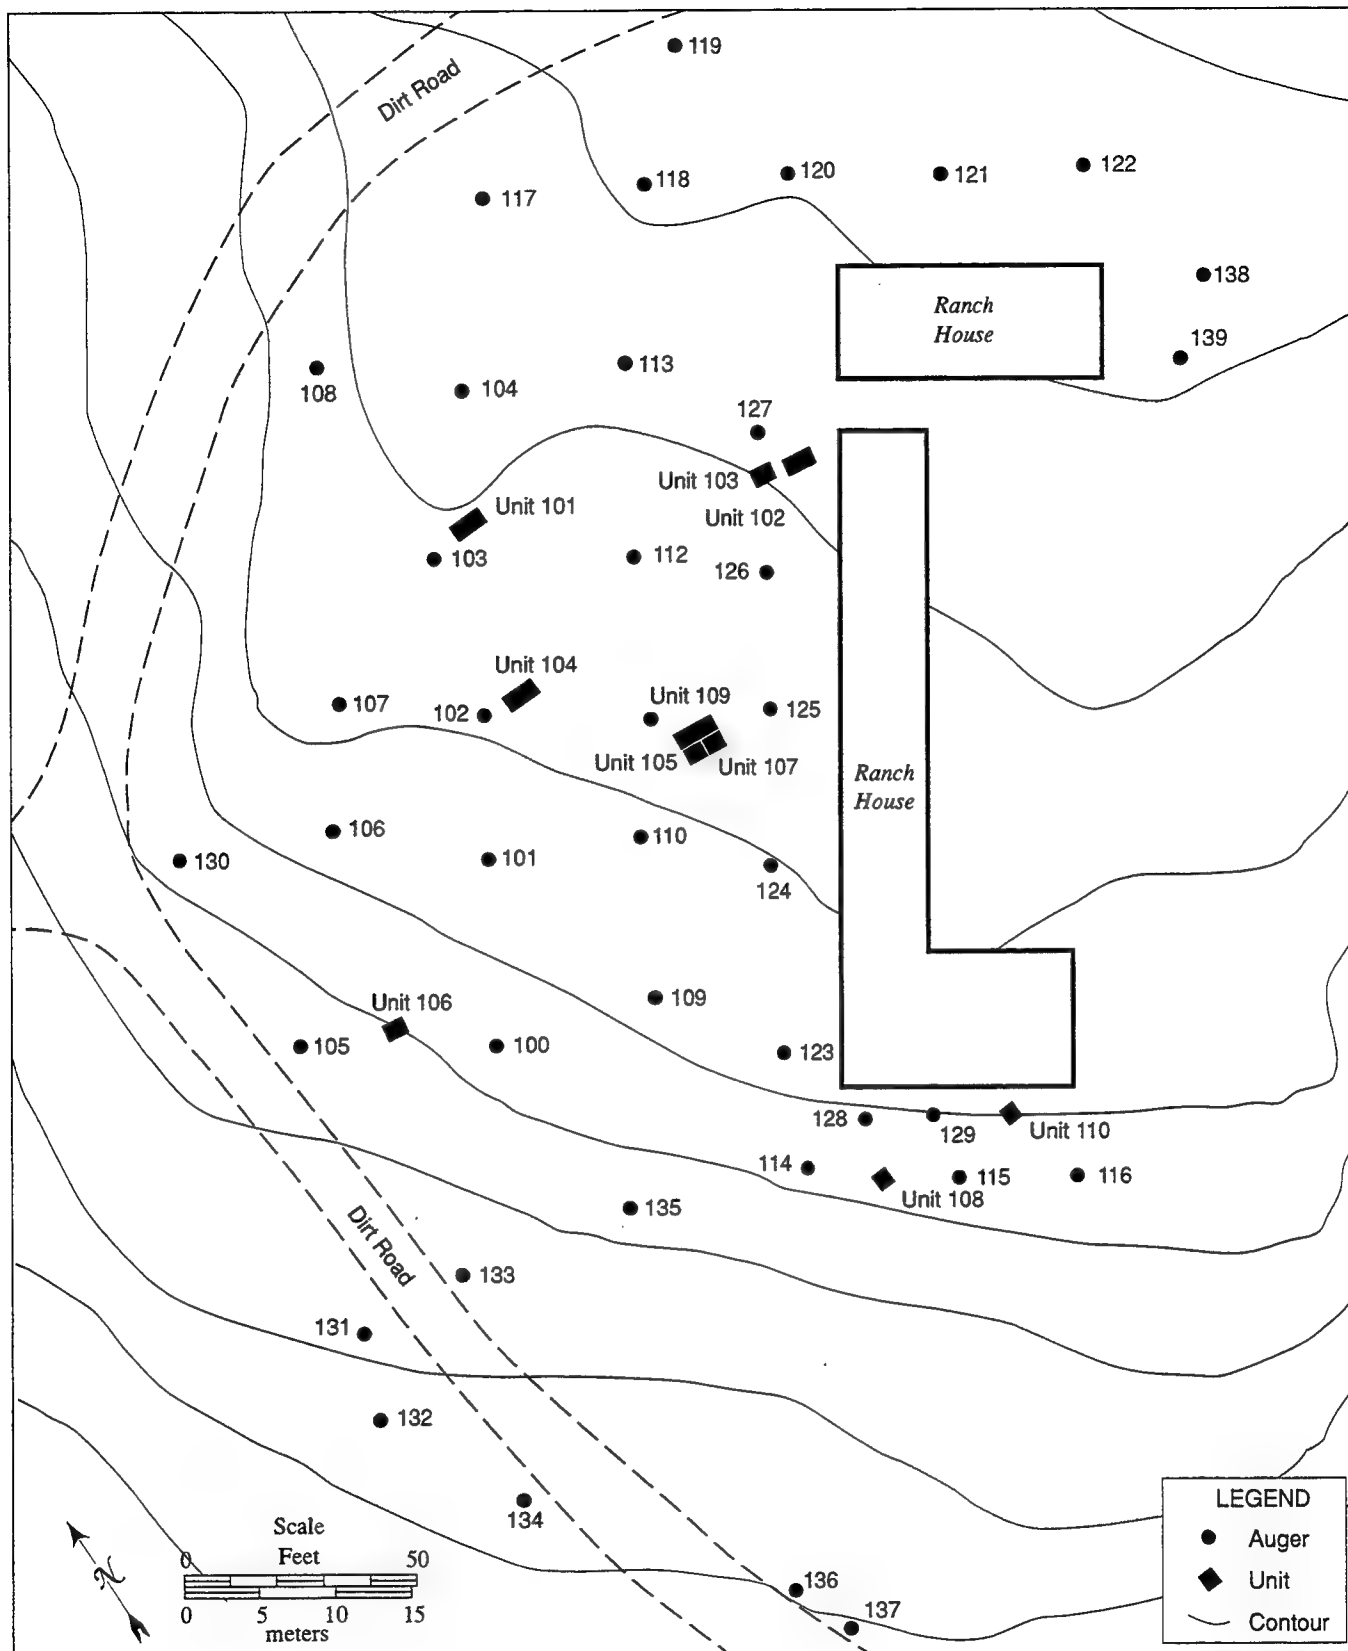 119
Dirt Road
118
120
121
122
117
138
Ranch
House
139
113
108
104
127
Unit 103
Unit 102
Unit 101
103
112
126
Unit 104
107
102
Unit 109
125
Unit 105
Unit 107
Ranch
House
106
130
101
110
124
Unit 106
109
105
100
123
128
129
Unit 110
114
Unit 108
115
116
135
Dirt Road
133
131
132
134
136
137
N
Scale
Feet
0
50
0
5
10
15
meters
LEGEND
Auger
Unit
Contour